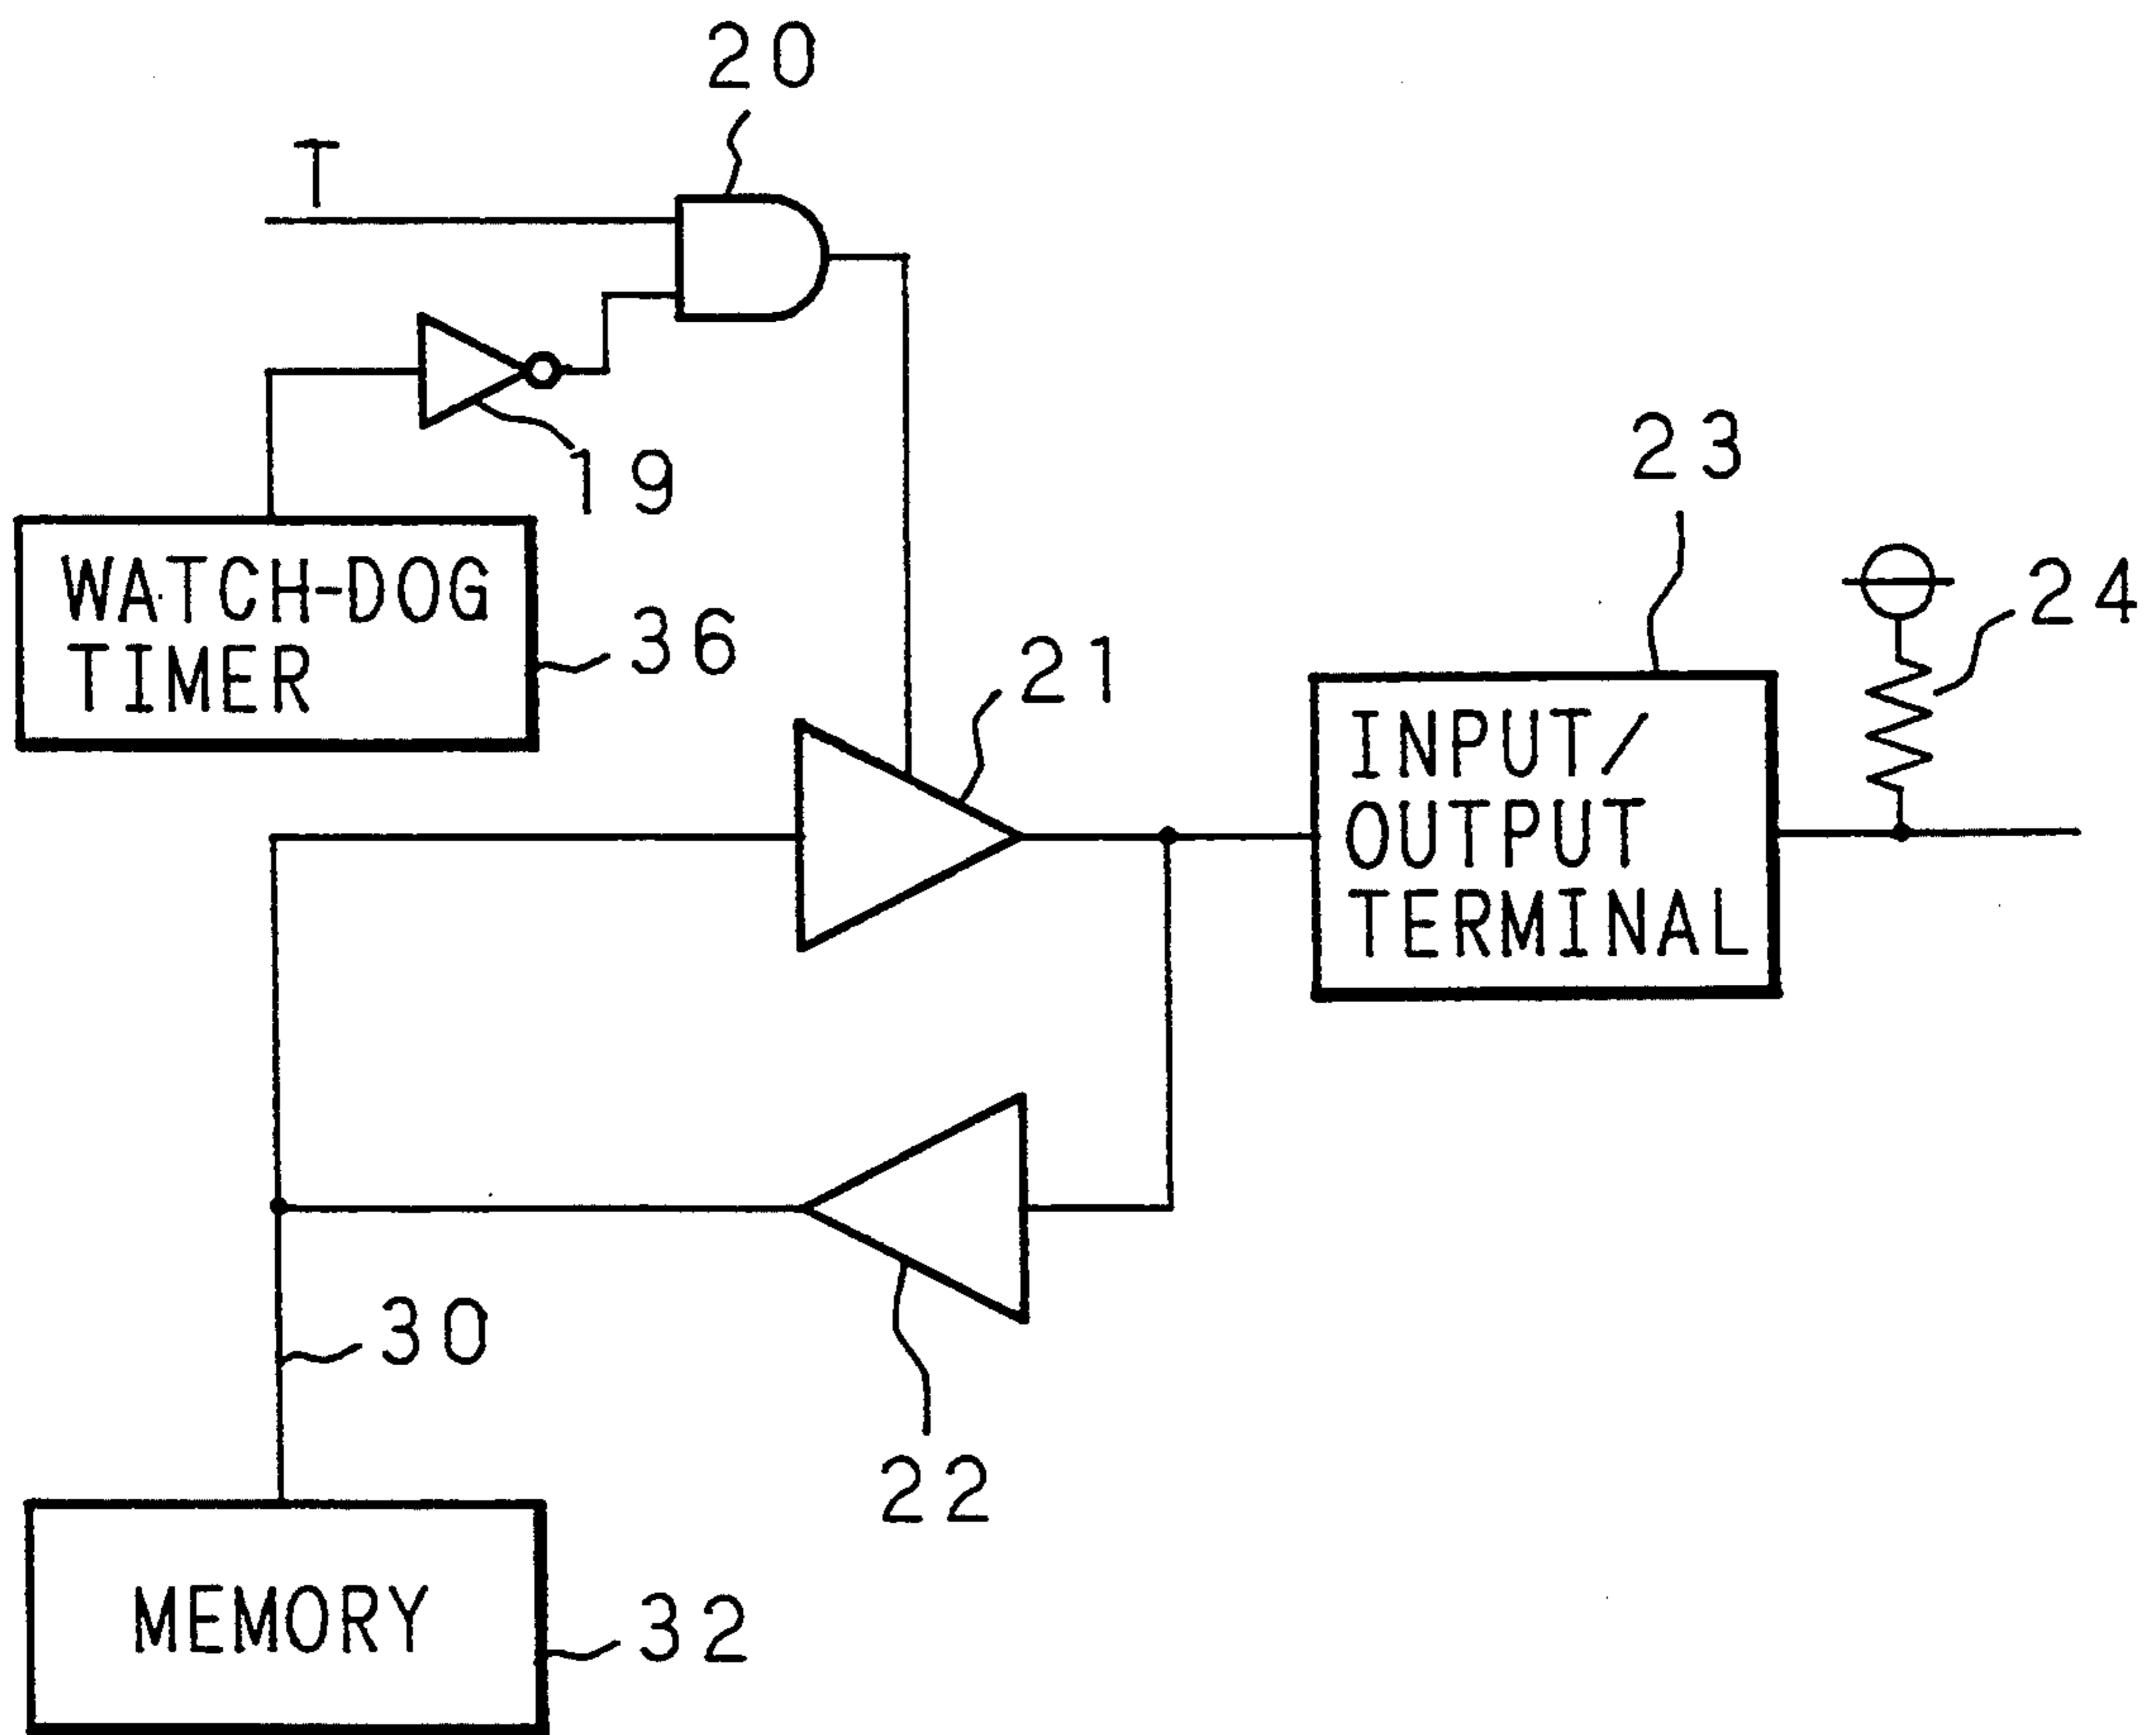 20
T
19
WATCH-DOG
TIMER
36
23
24
21
INPUT/
OUTPUT
TERMINAL
30
22
MEMORY
32